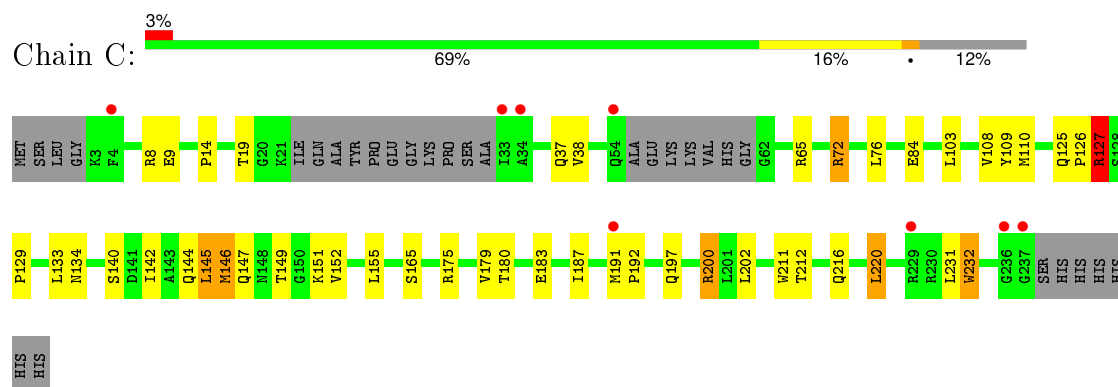 3%
Chain C:
69% 16% • 12%
MET SER LEU GLY K3 F4 R8 E9 P14 T19 G20 K21 ILE GLN ALA TYR PRO GLU GLY LYS PRO SER ALA I33 A34 Q37 V38 Q54 ALA GLU LYS LYS VAL HIS GLY G62 R65 R72 L76 E84 L103 V108 Y109 M110 Q125 P126 R127 S128
P129 L133 N134 S140 D141 I142 A143 Q144 L145 M146 Q147 N148 T149 G150 K151 V152 L155 S165 R175 V179 T180 E183 I187 M191 P192 Q197 R200 L201 L202 W211 T212 Q216 L220 R229 R230 L231 W232 G236 G237 SER HIS HIS HIS HIS
HIS HIS